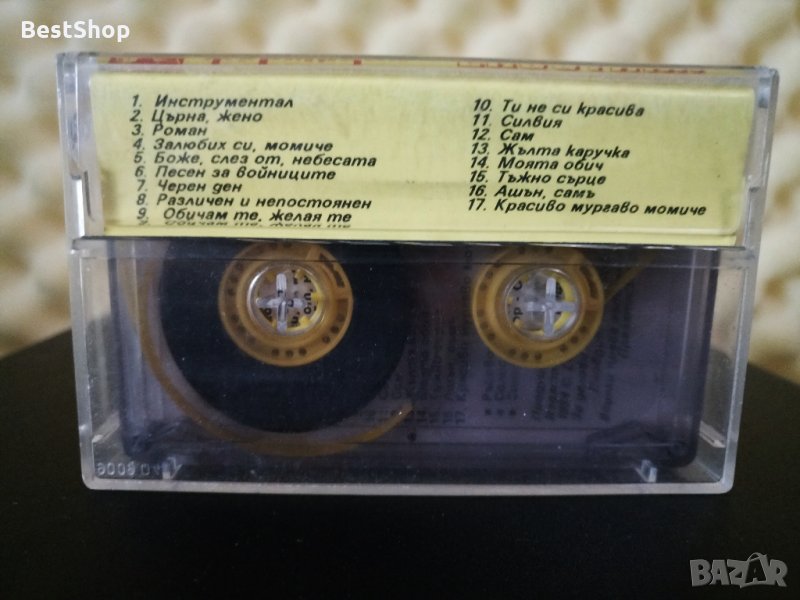 BestShop
1. Инструментал
2. Църна, жено
3. Роман
4. Залюбих си, момиче
5. Боже, слез от, небесата
6. Песен за войниците
7. Черен ден
8. Различен и непостоянен
9. Обичам те, желая те
10. Ти не си красива
11. Силвия
12. Сам
13. Жълта каручка
14. Моята обич
15. Тъжно сърце
16. Ашън, самъ
17. Красиво мургаво момиче
BAZAR